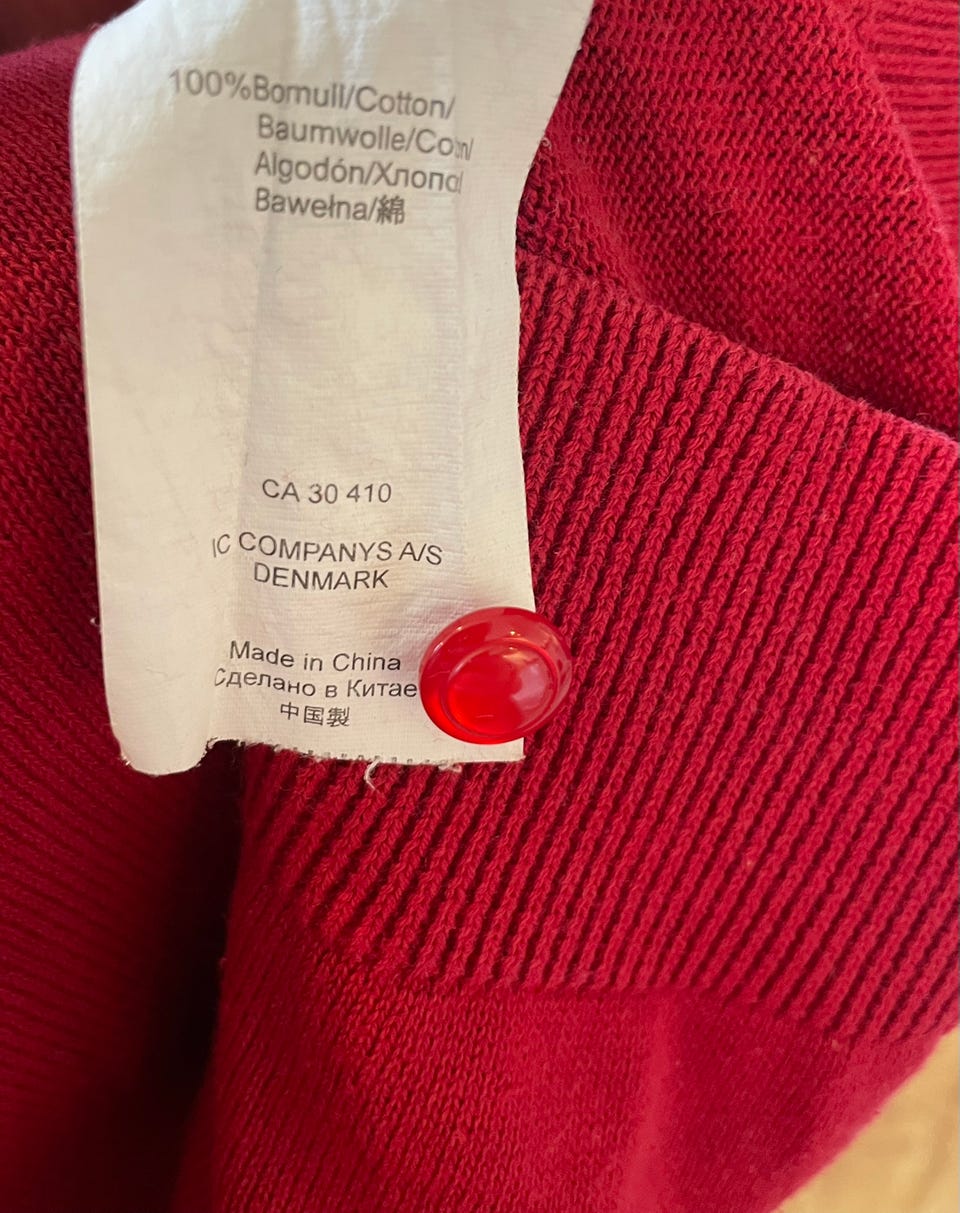 100%Bomull/Cotton/
Baumwolle/Coton/
Algodón/Хлопо
Bawełna/綿
CA 30 410
IC COMPANYS A/S
DENMARK
Made in China
Сделано в Китае
中国製